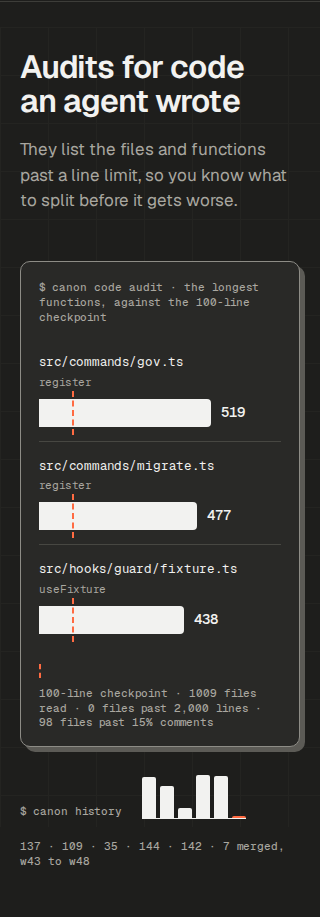 Audits for code
an agent wrote
They list the files and functions
past a line limit, so you know what
to split before it gets worse.
$ canon code audit · the longest
functions, against the 100-line
checkpoint
src/commands/gov.ts
register
519
src/commands/migrate.ts
register
477
src/hooks/guard/fixture.ts
useFixture
438
100-line checkpoint · 1009 files
read · 0 files past 2,000 lines ·
98 files past 15% comments
$ canon history
137 · 109 · 35 · 144 · 142 · 7 merged,
w43 to w48